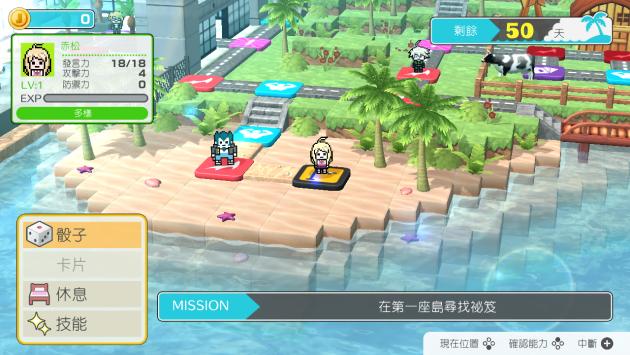 0
剩餘 50 天
赤松
發言力 18/18
攻擊力 4
防禦力 0
LV:1
EXP
多樣
骰子
卡片
休息
技能
MISSION 在第一座島尋找祕笈
現在位置 確認能力 中斷